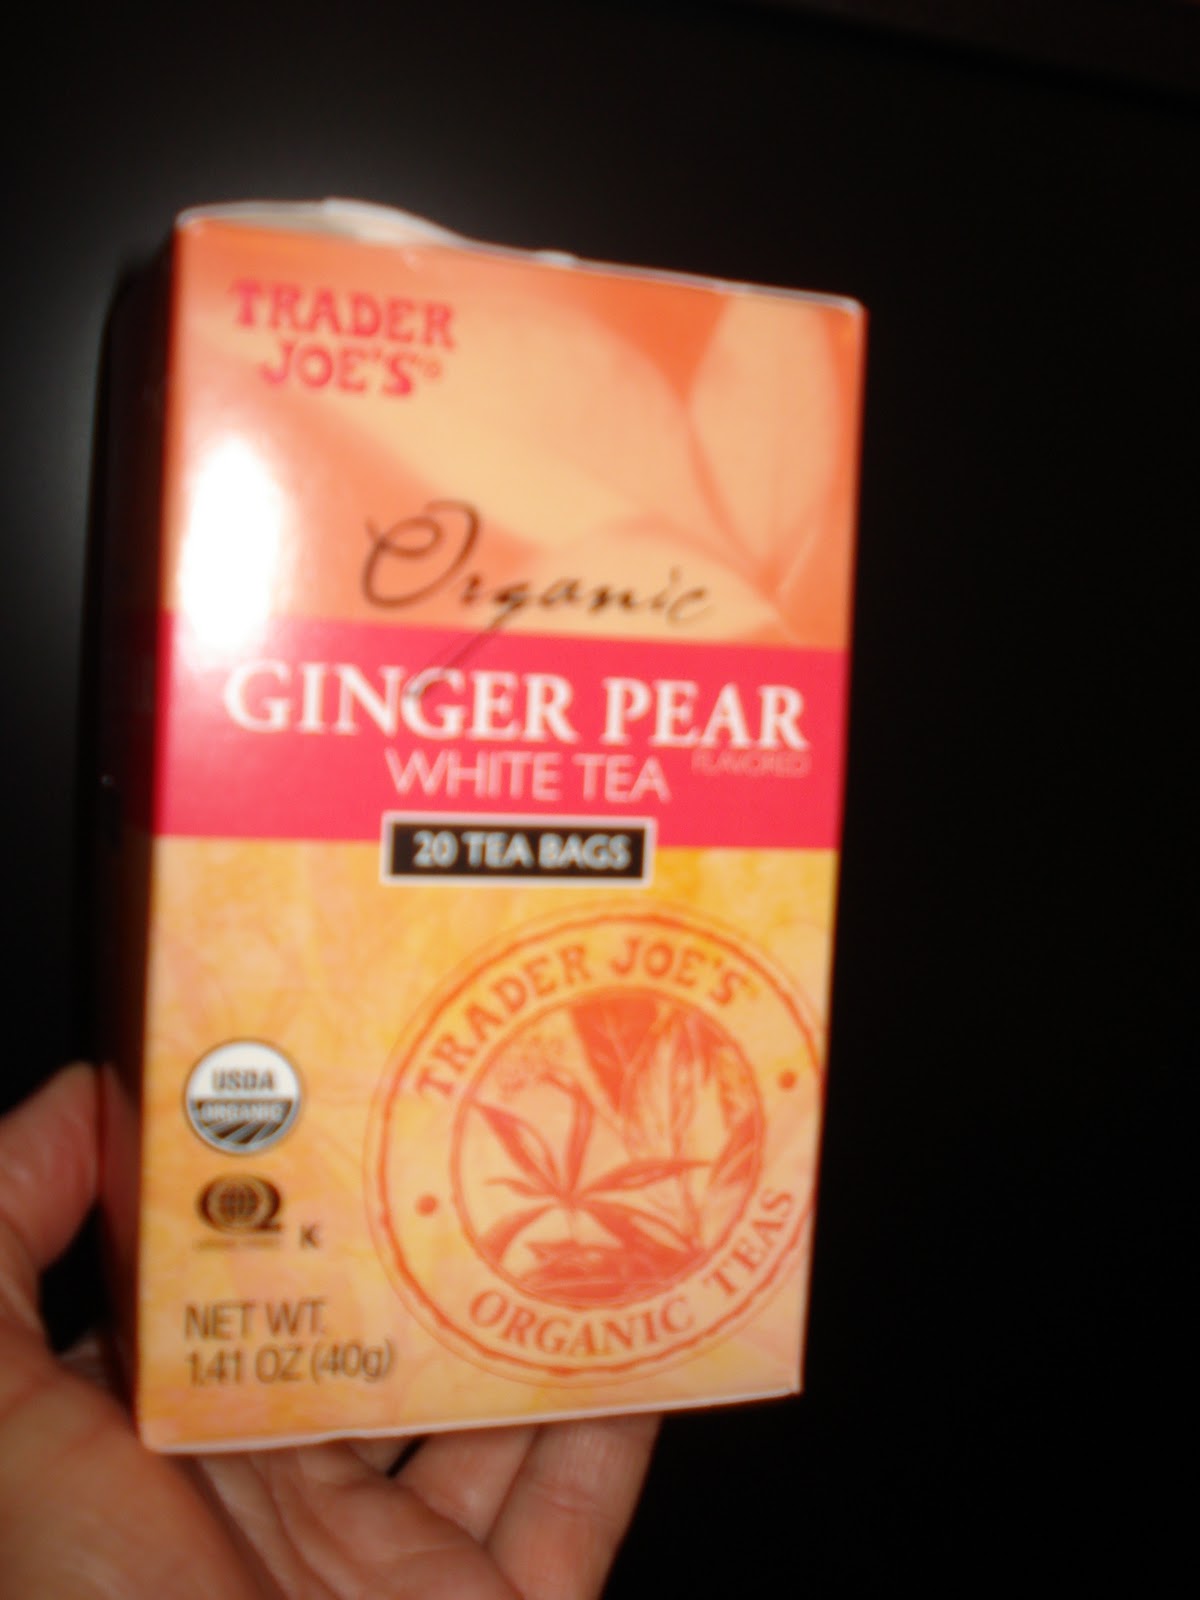 TRADER
JOE'S®
Organic
GINGER PEAR
FLAVORED
WHITE TEA
20 TEA BAGS
TRADER JOE'S
ORGANIC TEAS
USDA
ORGANIC
K
NET WT.
1.41 OZ (40g)